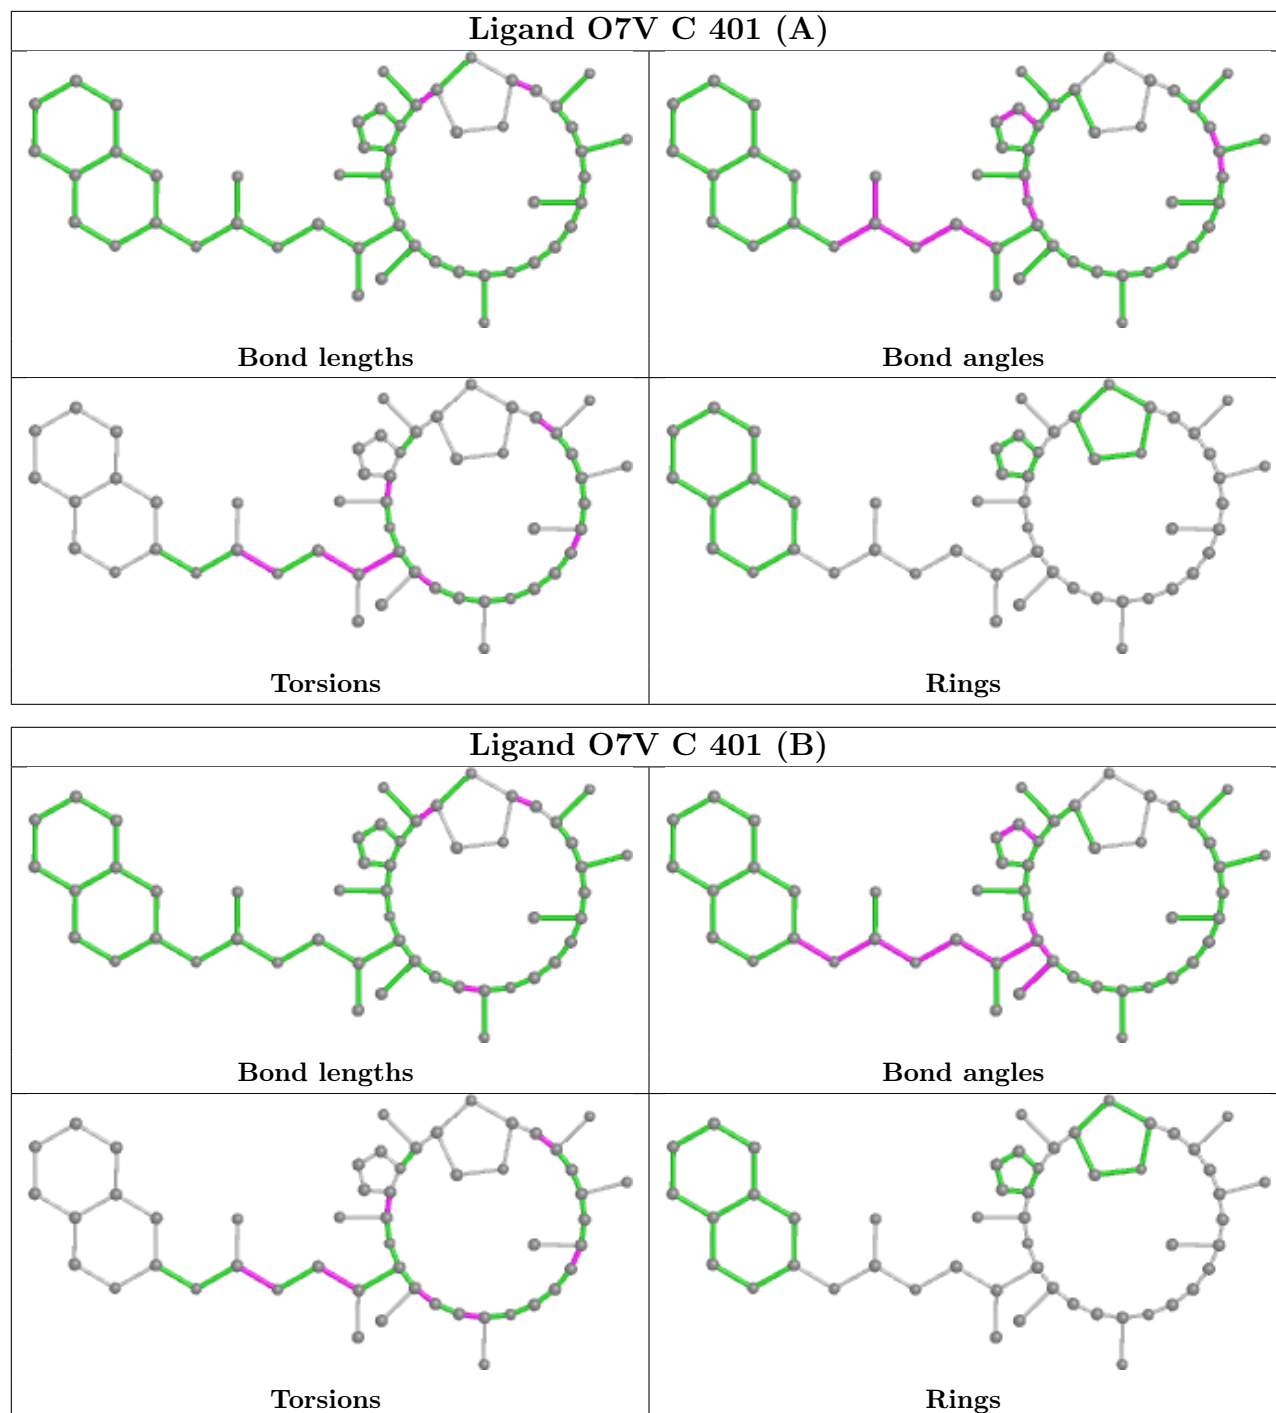 Ligand O7V C 401 (A)
Bond lengths
Bond angles
Torsions
Rings
Ligand O7V C 401 (B)
Bond lengths
Bond angles
Torsions
Rings